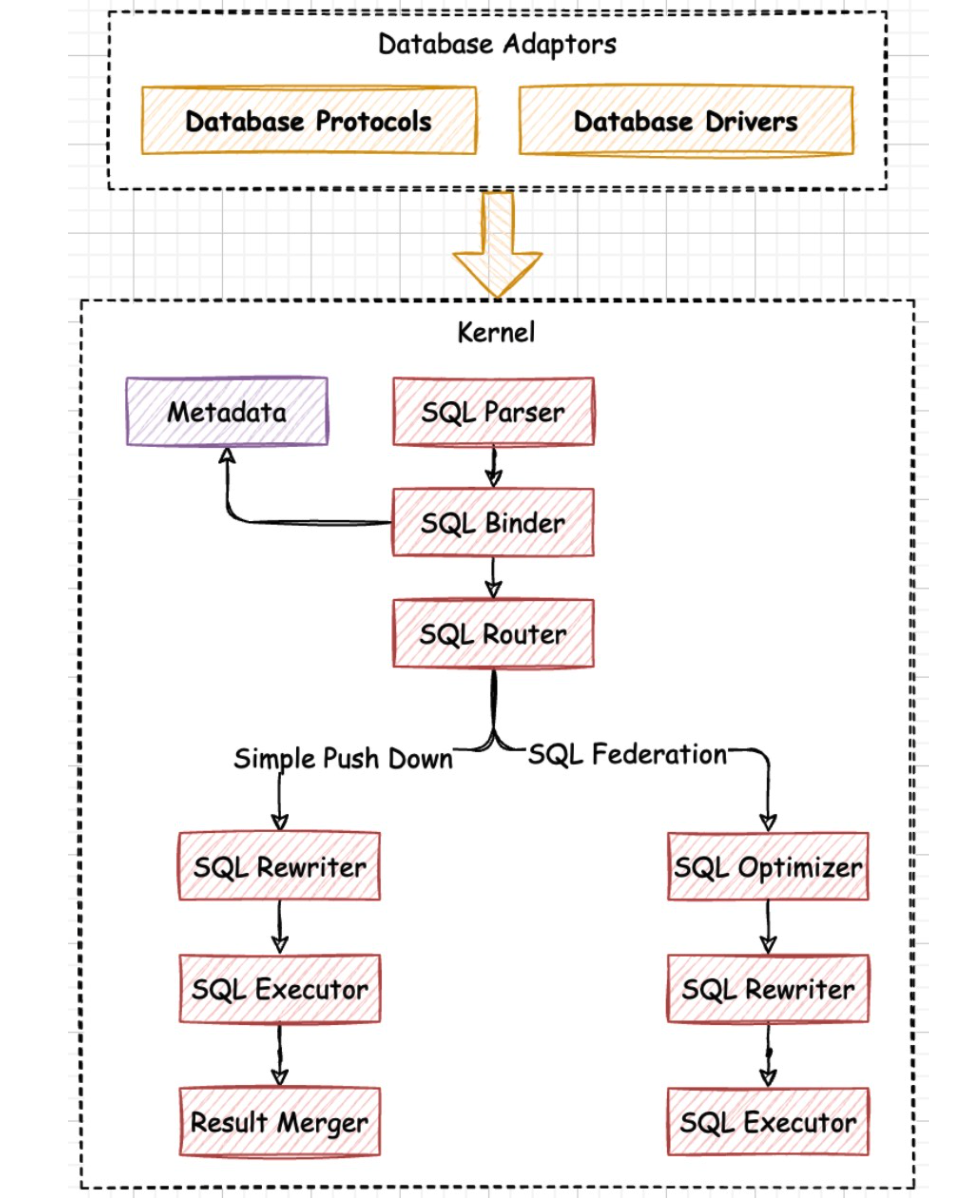 Database Adaptors
Database Protocols
Database Drivers
Kernel
Metadata
SQL Parser
SQL Binder
SQL Router
Simple Push Down
SQL Federation
SQL Rewriter
SQL Optimizer
SQL Executor
SQL Rewriter
Result Merger
SQL Executor